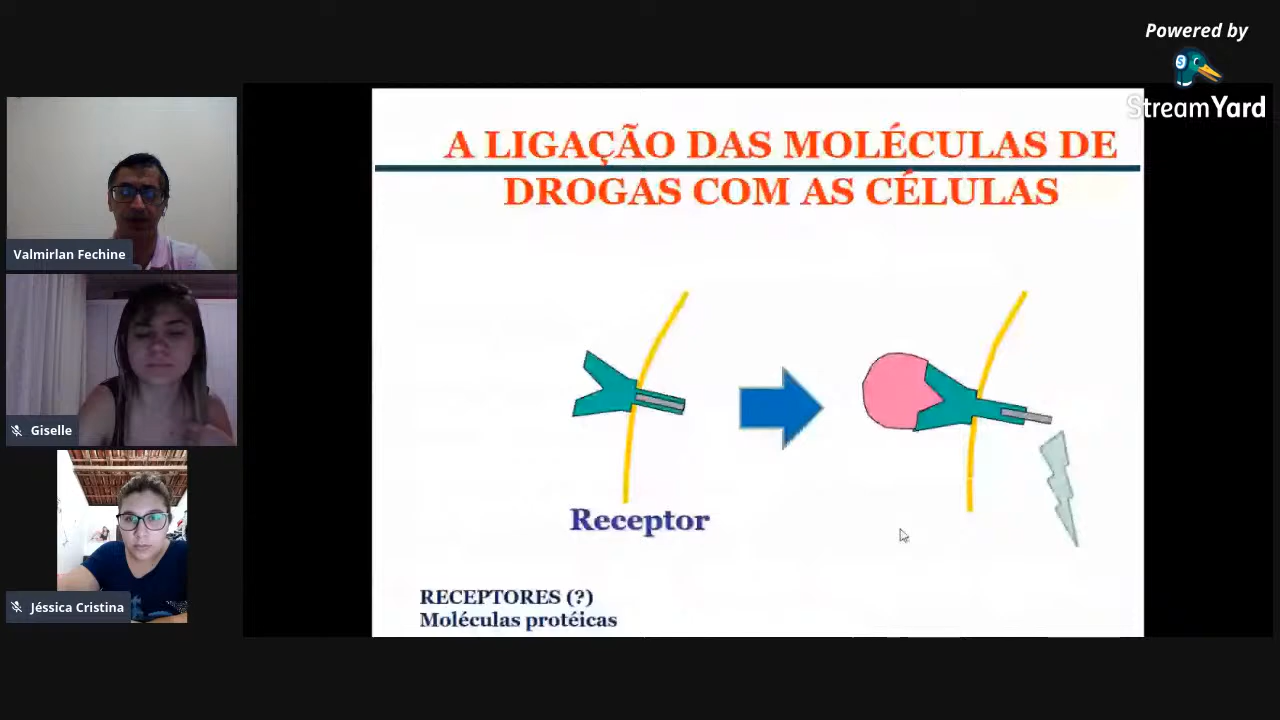 Powered by
StreamYard
A LIGAÇÃO DAS MOLÉCULAS DE
DROGAS COM AS CÉLULAS
Valmirlan Fechine
Giselle
Jéssica Cristina
Receptor
RECEPTORES (?)
Moléculas protéicas